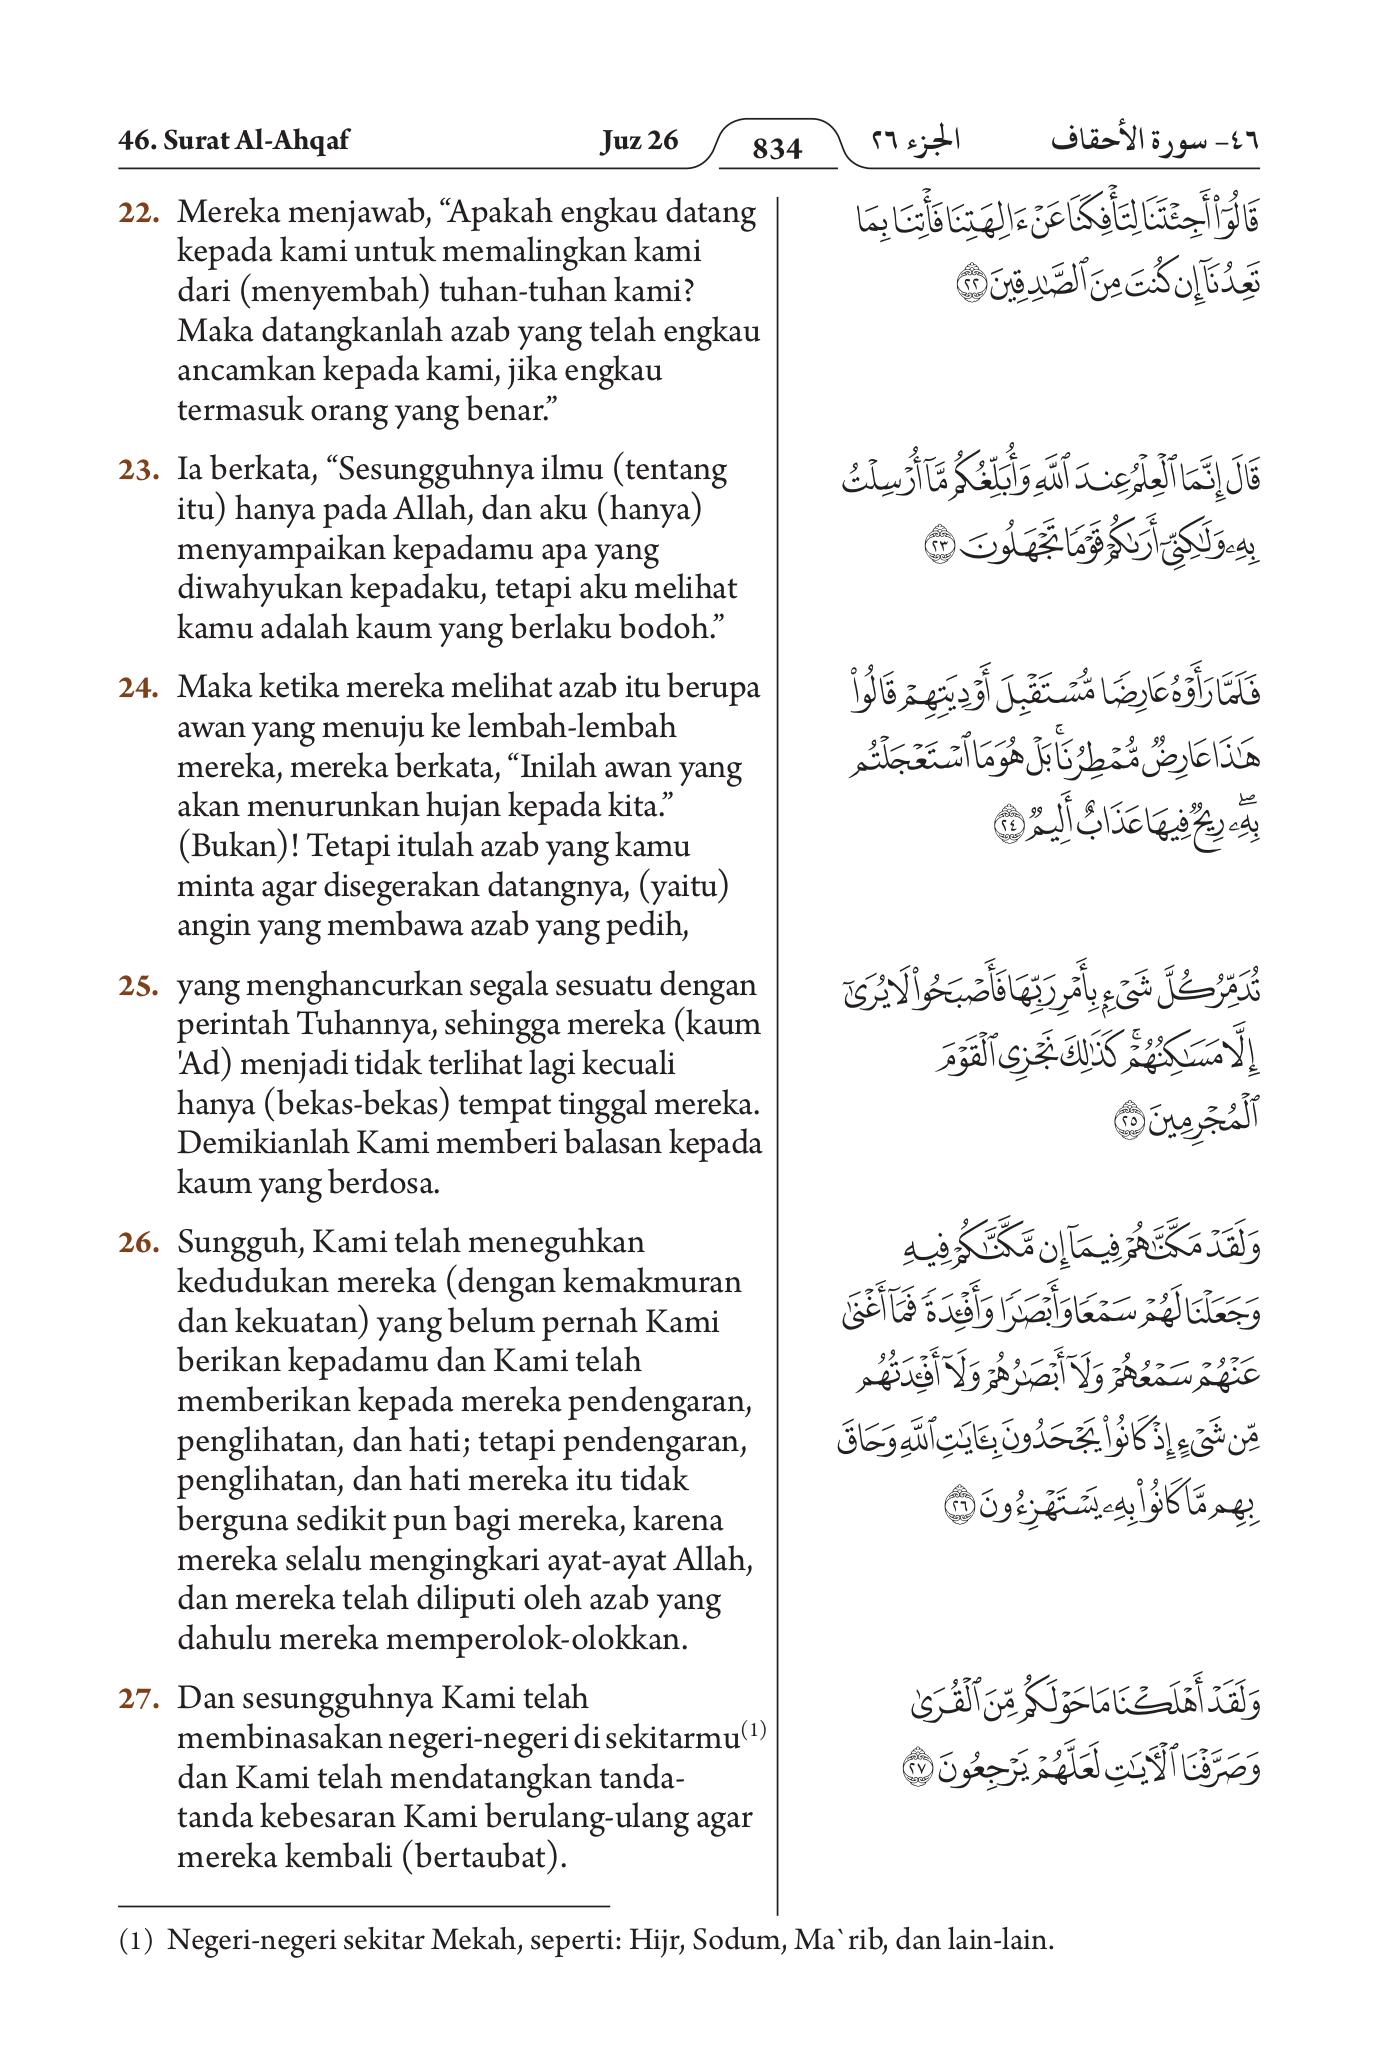 46. Surat Al-Ahqaf
Juz 26
834
الجزء ٢٦
٤٦- سورة الأحقاف
22. Mereka menjawab, “Apakah engkau datang
kepada kami untuk memalingkan kami
dari (menyembah) tuhan-tuhan kami?
Maka datangkanlah azab yang telah engkau
ancamkan kepada kami, jika engkau
termasuk orang yang benar.”
23. Ia berkata, “Sesungguhnya ilmu (tentang
itu) hanya pada Allah, dan aku (hanya)
menyampaikan kepadamu apa yang
diwahyukan kepadaku, tetapi aku melihat
kamu adalah kaum yang berlaku bodoh.”
24. Maka ketika mereka melihat azab itu berupa
awan yang menuju ke lembah-lembah
mereka, mereka berkata, “Inilah awan yang
akan menurunkan hujan kepada kita.”
(Bukan)! Tetapi itulah azab yang kamu
minta agar disegerakan datangnya, (yaitu)
angin yang membawa azab yang pedih,
25. yang menghancurkan segala sesuatu dengan
perintah Tuhannya, sehingga mereka (kaum
'Ad) menjadi tidak terlihat lagi kecuali
hanya (bekas-bekas) tempat tinggal mereka.
Demikianlah Kami memberi balasan kepada
kaum yang berdosa.
26. Sungguh, Kami telah meneguhkan
kedudukan mereka (dengan kemakmuran
dan kekuatan) yang belum pernah Kami
berikan kepadamu dan Kami telah
memberikan kepada mereka pendengaran,
penglihatan, dan hati; tetapi pendengaran,
penglihatan, dan hati mereka itu tidak
berguna sedikit pun bagi mereka, karena
mereka selalu mengingkari ayat-ayat Allah,
dan mereka telah diliputi oleh azab yang
dahulu mereka memperolok-olokkan.
27. Dan sesungguhnya Kami telah
membinasakan negeri-negeri di sekitarmu(1)
dan Kami telah mendatangkan tanda-
tanda kebesaran Kami berulang-ulang agar
mereka kembali (bertaubat).
قَالُوٓا۟ أَجِئْتَنَا لِتَأْفِكَنَا عَنْ ءَالِهَتِنَا فَأْتِنَا بِمَا
تَعِدُنَآ إِن كُنتَ مِنَ ٱلصَّٰدِقِينَ ٢٢
قَالَ إِنَّمَا ٱلْعِلْمُ عِندَ ٱللَّهِ وَأُبَلِّغُكُم مَّآ أُرْسِلْتُ
بِهِۦ وَلَٰكِنِّىٓ أَرَىٰكُمْ قَوْمًا تَجْهَلُونَ ٢٣
فَلَمَّا رَأَوْهُ عَارِضًا مُّسْتَقْبِلَ أَوْدِيَتِهِمْ قَالُوا۟
هَٰذَا عَارِضٌ مُّمْطِرُنَا ۚ بَلْ هُوَ مَا ٱسْتَعْجَلْتُم
بِهِۦ ۖ رِيحٌ فِيهَا عَذَابٌ أَلِيمٌ ٢٤
تُدَمِّرُ كُلَّ شَىْءٍۭ بِأَمْرِ رَبِّهَا فَأَصْبَحُوا۟ لَا يُرَىٰٓ
إِلَّا مَسَٰكِنُهُمْ ۚ كَذَٰلِكَ نَجْزِى ٱلْقَوْمَ
ٱلْمُجْرِمِينَ ٢٥
وَلَقَدْ مَكَّنَّٰهُمْ فِيمَآ إِن مَّكَّنَّٰكُمْ فِيهِ
وَجَعَلْنَا لَهُمْ سَمْعًا وَأَبْصَٰرًا وَأَفْـِٔدَةً فَمَآ أَغْنَىٰ
عَنْهُمْ سَمْعُهُمْ وَلَآ أَبْصَٰرُهُمْ وَلَآ أَفْـِٔدَتُهُم
مِّن شَىْءٍ إِذْ كَانُوا۟ يَجْحَدُونَ بِـَٔايَٰتِ ٱللَّهِ وَحَاقَ
بِهِم مَّا كَانُوا۟ بِهِۦ يَسْتَهْزِءُونَ ٢٦
وَلَقَدْ أَهْلَكْنَا مَا حَوْلَكُم مِّنَ ٱلْقُرَىٰ
وَصَرَّفْنَا ٱلْـَٔايَٰتِ لَعَلَّهُمْ يَرْجِعُونَ ٢٧
(1) Negeri-negeri sekitar Mekah, seperti: Hijr, Sodum, Ma`rib, dan lain-lain.